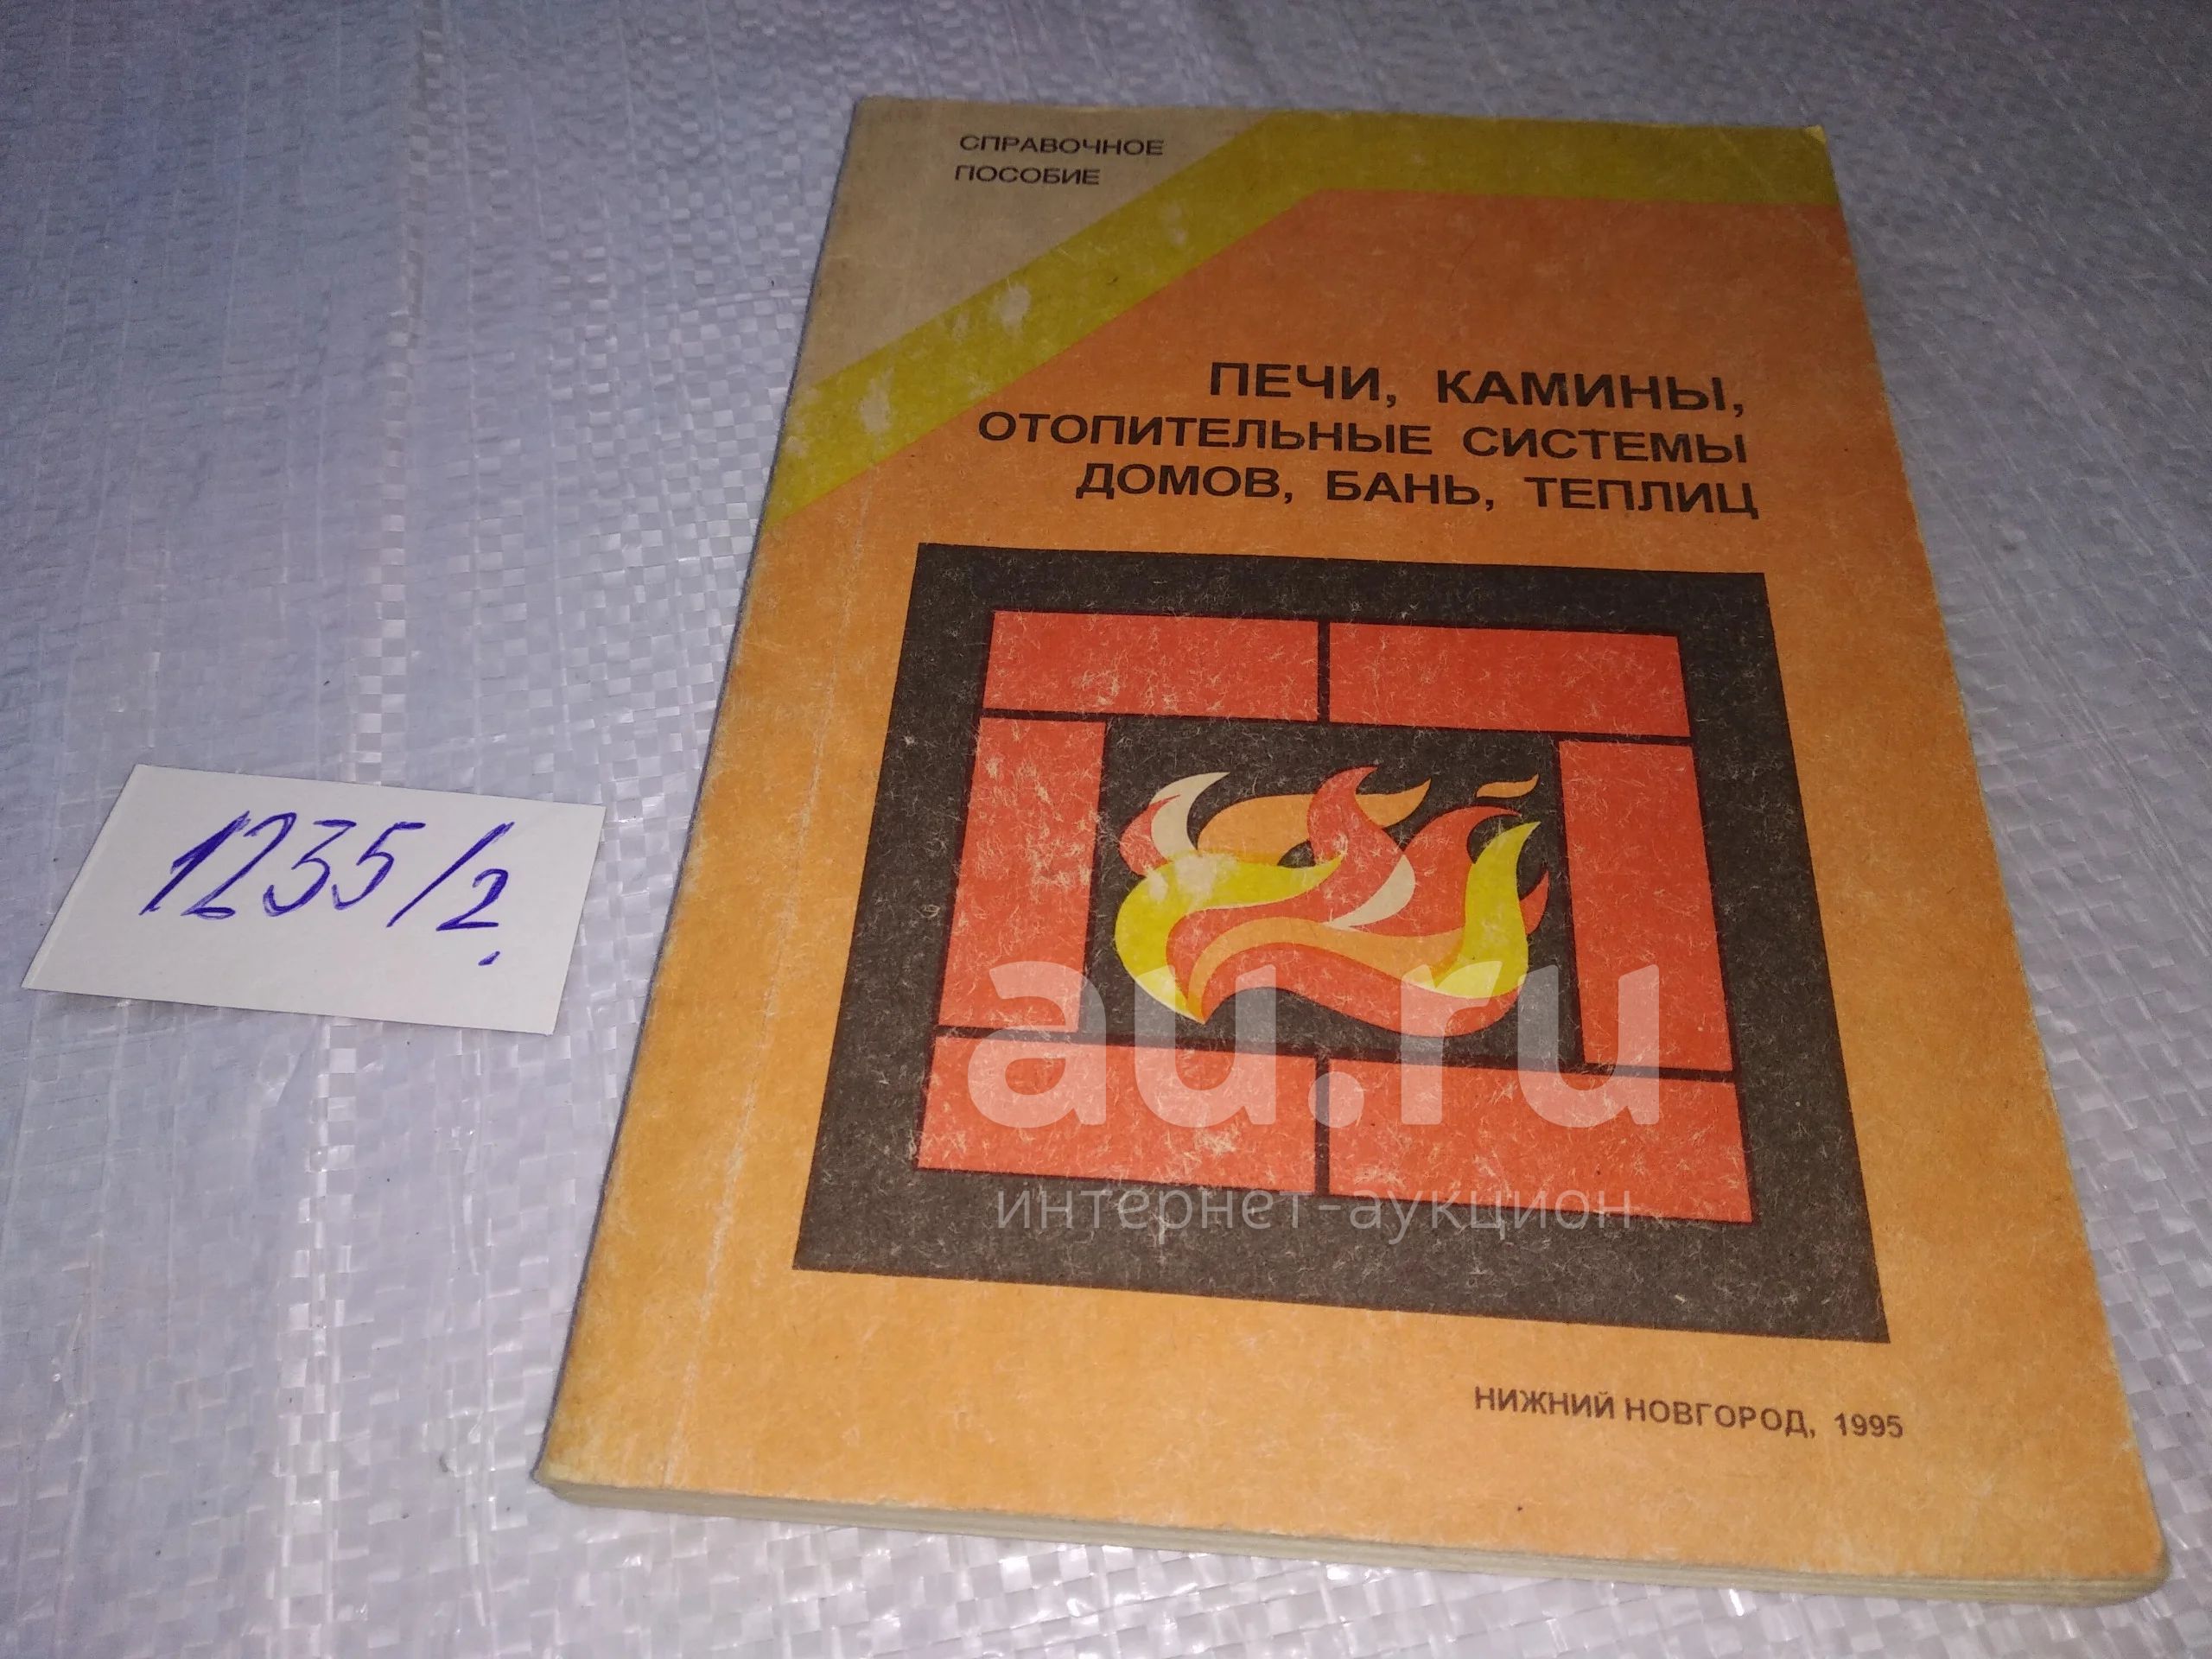 СПРАВОЧНОЕ
ПОСОБИЕ
ПЕЧИ, КАМИНЫ,
ОТОПИТЕЛЬНЫЕ СИСТЕМЫ
ДОМОВ, БАНЬ, ТЕПЛИЦ
1235/2.
au.ru
интернет-аукцион
НИЖНИЙ НОВГОРОД, 1995